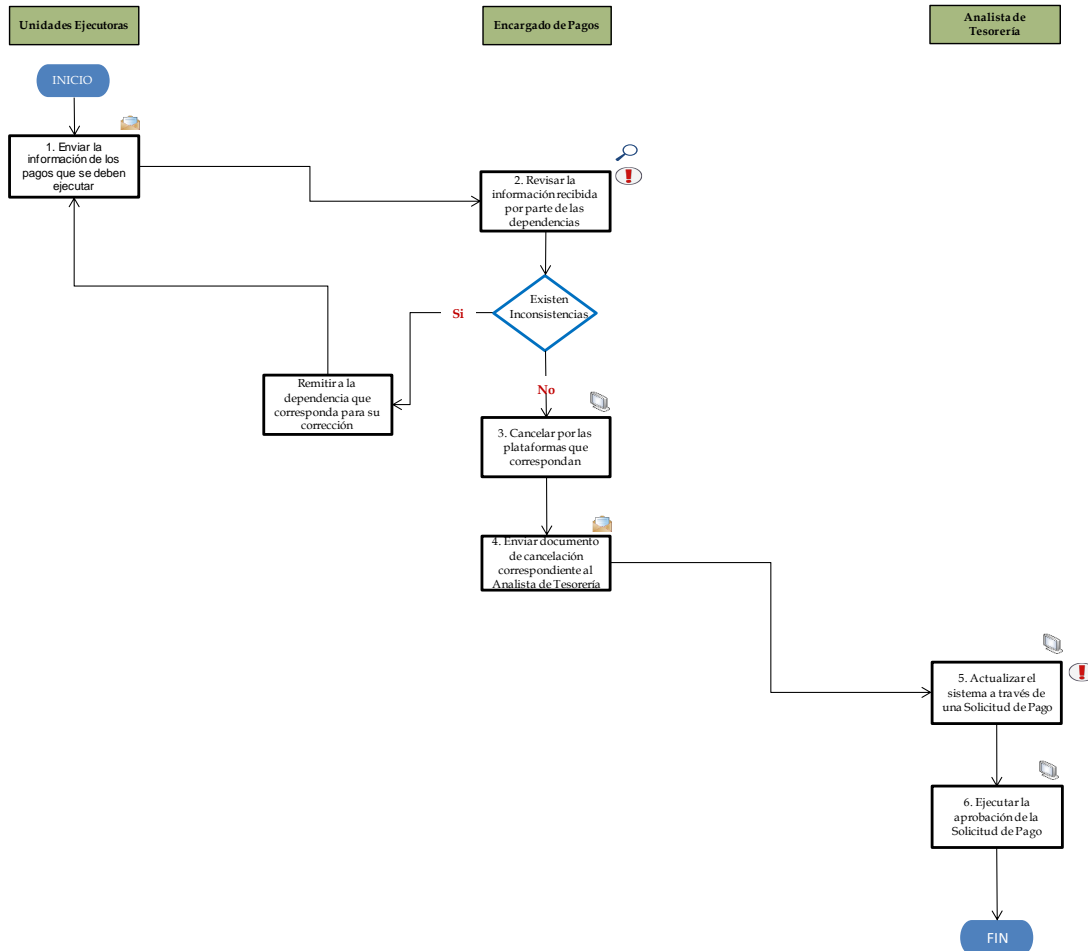 Unidades Ejecutoras
Encargado de Pagos
Analista de
Tesorería
INICIO
1. Enviar la
información de los
pagos que se deben
ejecutar
2. Revisar la
información recibida
por parte de las
dependencias
Existen
Inconsistencias
Si
No
Remitir a la
dependencia que
corresponda para su
corrección
3. Cancelar por las
plataformas que
correspondan
4. Enviar documento
de cancelación
correspondiente al
Analista de Tesorería
5. Actualizar el
sistema a través de
una Solicitud de Pago
6. Ejecutar la
aprobación de la
Solicitud de Pago
FIN